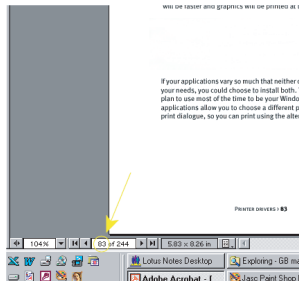 will be faster and graphics will be printed at
If your applications vary so much that neither
your needs, you could choose to install both.
plan to use most of the time to be your Windo
applications allow you to choose a different p
print dialogue, so you can print using the alte
PRINTER DRIVERS 83
104% 83 of 244 5.83 x 8.26 in
Lotus Notes Desktop Exploring - GB ma
Adobe Acrobat - [ Jasc Paint Shop